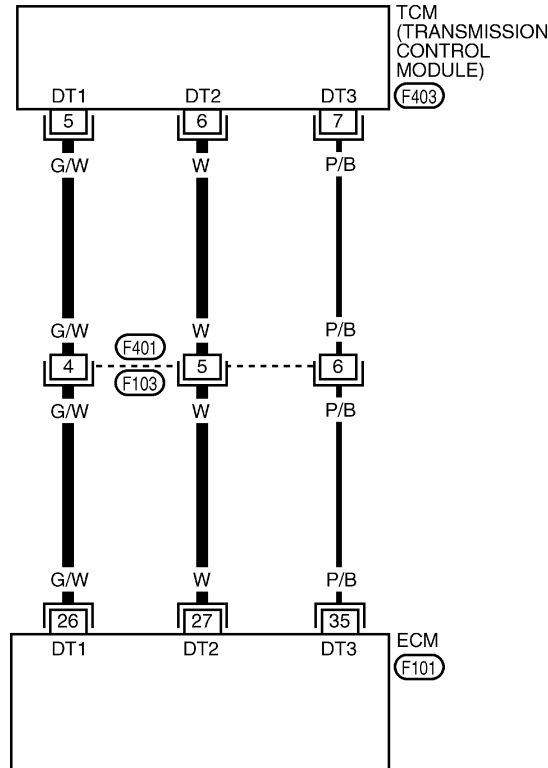 TCM
(TRANSMISSION
CONTROL
MODULE)
DT1 DT2 DT3 F403
5 6 7
G/W W P/B
G/W W P/B
F401
4 5 6
F103
G/W W P/B
G/W W P/B
26 27 35
DT1 DT2 DT3 ECM
F101